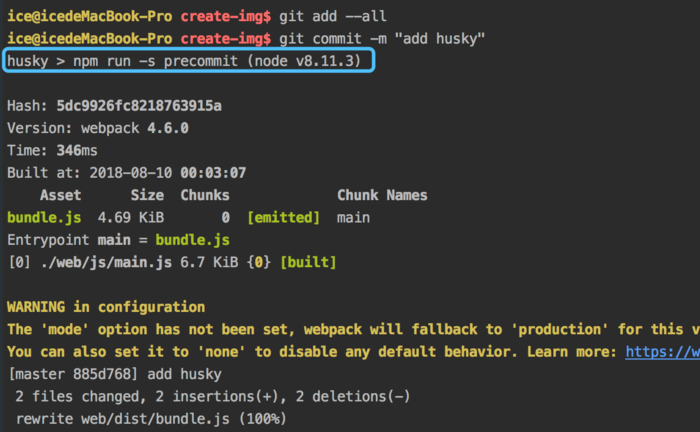 ice@icedeMacBook-Pro create-img$ git add --all
ice@icedeMacBook-Pro create-img$ git commit -m "add husky"
husky > npm run -s precommit (node v8.11.3)
Hash: 5dc9926fc8218763915a
Version: webpack 4.6.0
Time: 346ms
Built at: 2018-08-10 00:03:07
Asset Size Chunks Chunk Names
bundle.js 4.69 KiB 0 [emitted] main
Entrypoint main = bundle.js
[0] ./web/js/main.js 6.7 KiB {0} [built]
WARNING in configuration
The 'mode' option has not been set, webpack will fallback to 'production' for this v
You can also set it to 'none' to disable any default behavior. Learn more: https://w
[master 885d768] add husky
2 files changed, 2 insertions(+), 2 deletions(-)
rewrite web/dist/bundle.js (100%)